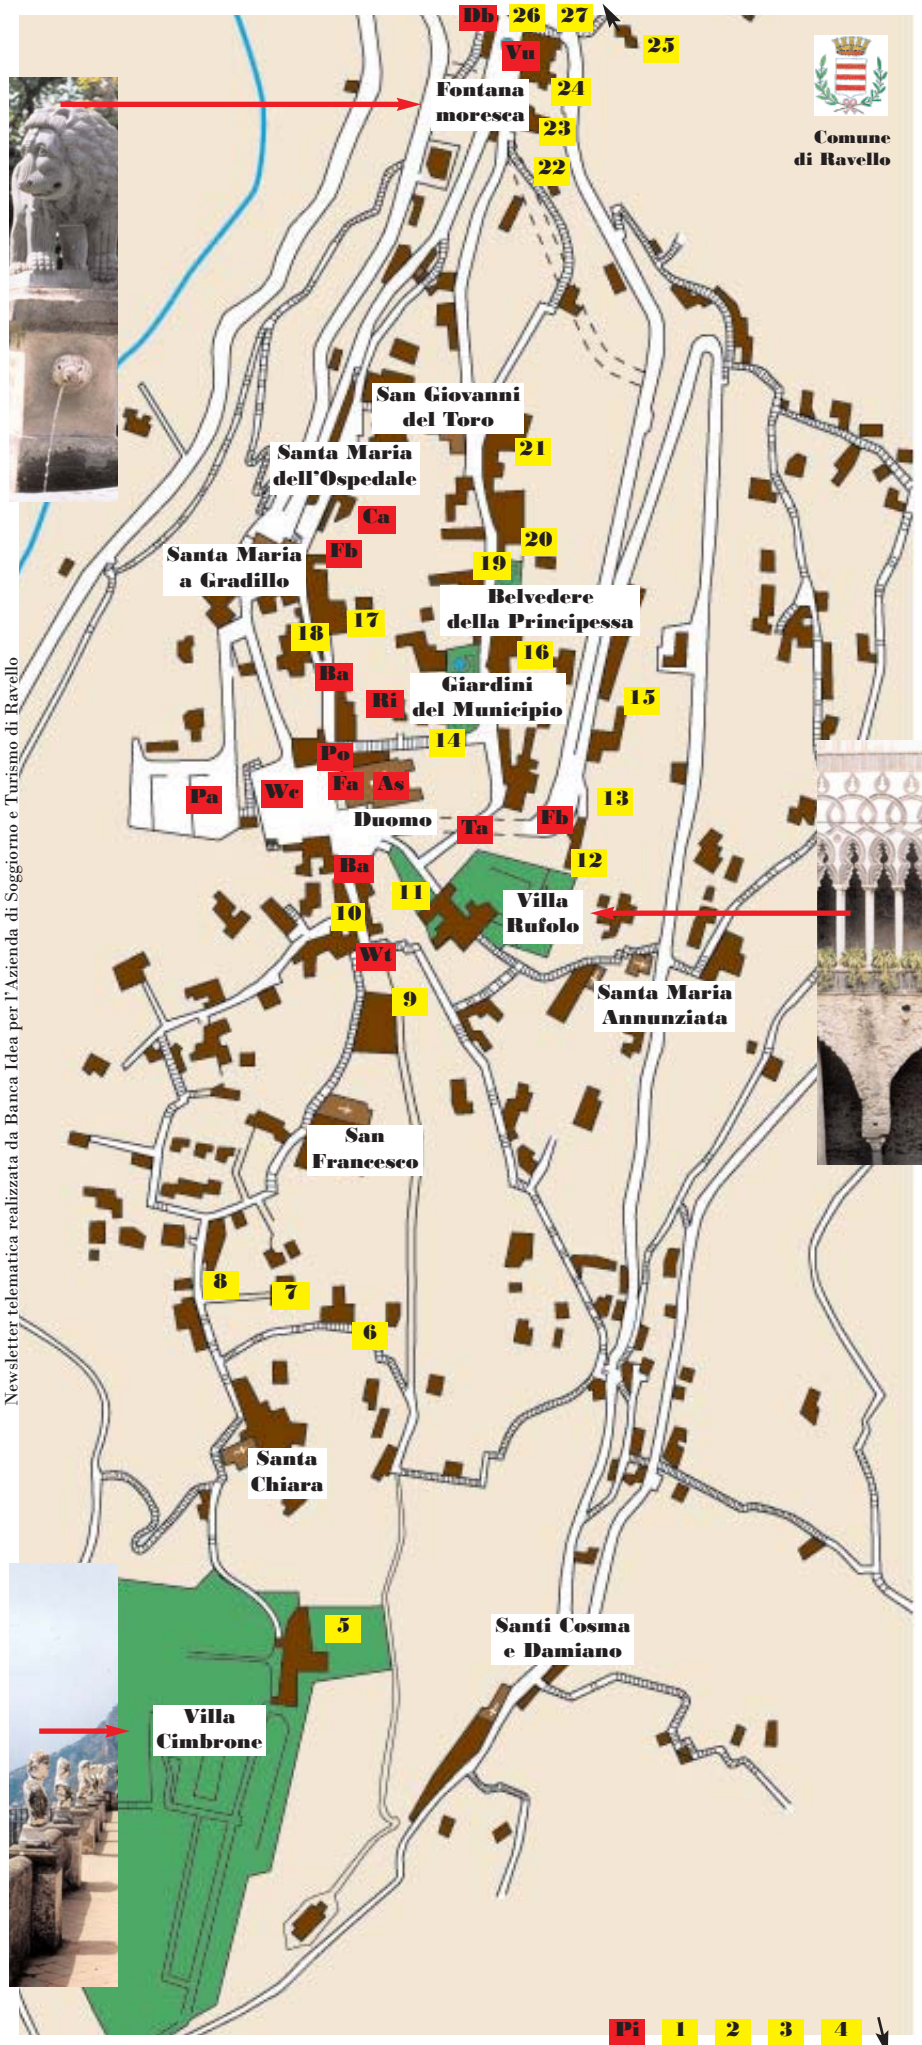 Db
26
27
25
Vu
24
Fontana
moresca
23
22
Comune
di Ravello
San Giovanni
del Toro
21
Santa Maria
dell'Ospedale
Ca
20
Fb
19
Santa Maria
a Gradillo
Belvedere
della Principessa
17
18
16
Ba
Ri
Giardini
del Municipio
15
14
Po
Fa
As
Wc
Pa
13
Duomo
Ta
Fb
12
Ba
11
10
Villa
Rufolo
Wt
9
Santa Maria
Annunziata
San
Francesco
8
7
6
Santa
Chiara
5
Santi Cosma
e Damiano
Villa
Cimbrone
Pi
1
2
3
4
Newsletter telematica realizzata da Banca Idea per l'Azienda di Soggiorno e Turismo di Ravello